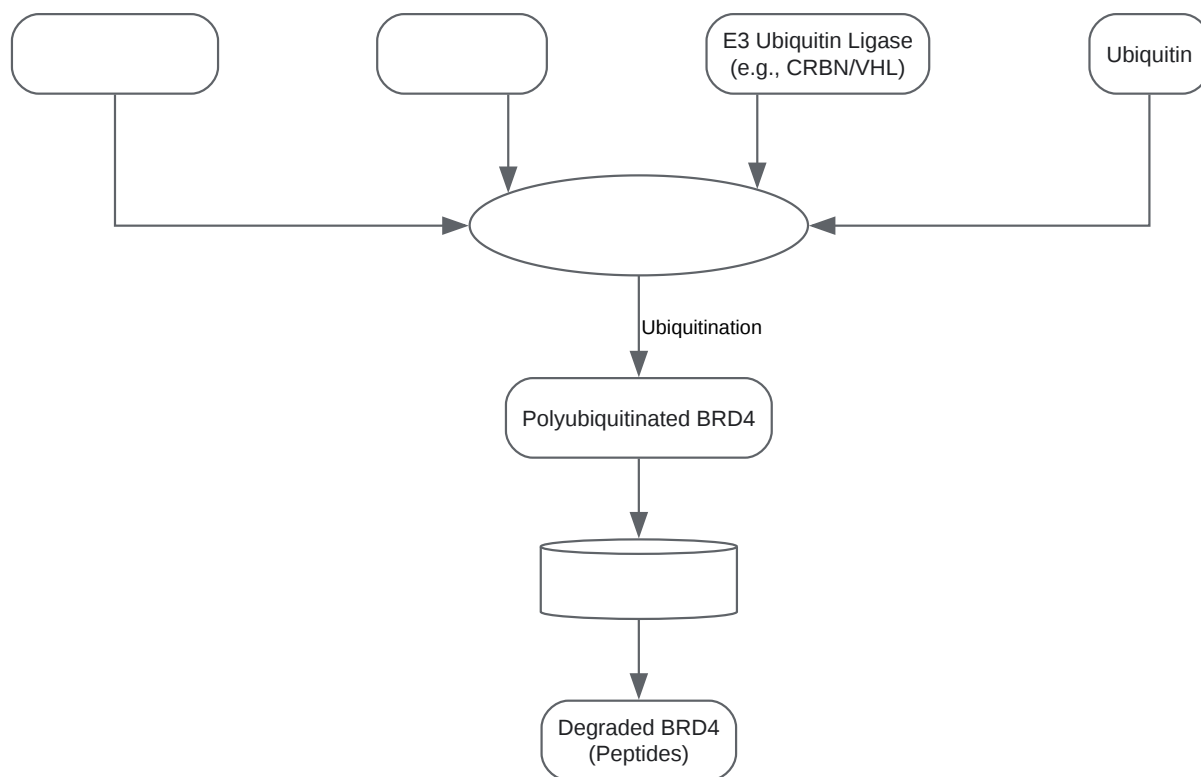 E3 Ubiquitin Ligase
(e.g., CRBN/VHL)
Ubiquitin
Ubiquitination
Polyubiquitinated BRD4
Degraded BRD4
(Peptides)